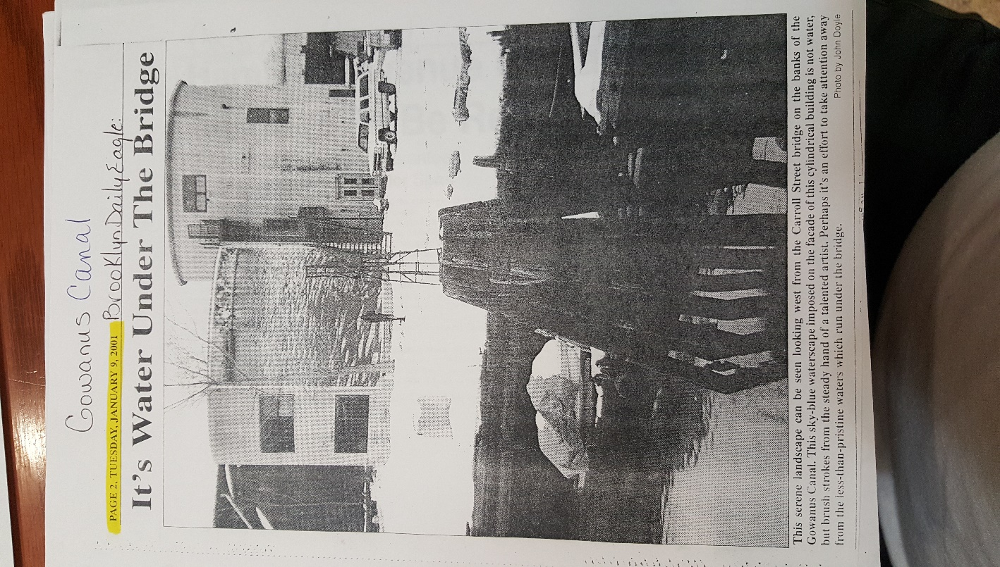 Gowanus Canal
PAGE 2, TUESDAY, JANUARY 9, 2001 Brooklyn Daily Eagle:
It's Water Under The Bridge
This serene landscape can be seen looking west from the Carroll Street bridge on the banks of the
Gowanus Canal. This sky-blue waterscape imposed on the facade of this cylindrical building is not water,
but brush strokes from the steady hand of a talented artist. Perhaps it's an effort to take attention away
from the less-than-pristine waters which run under the bridge.
Photo by John Doyle